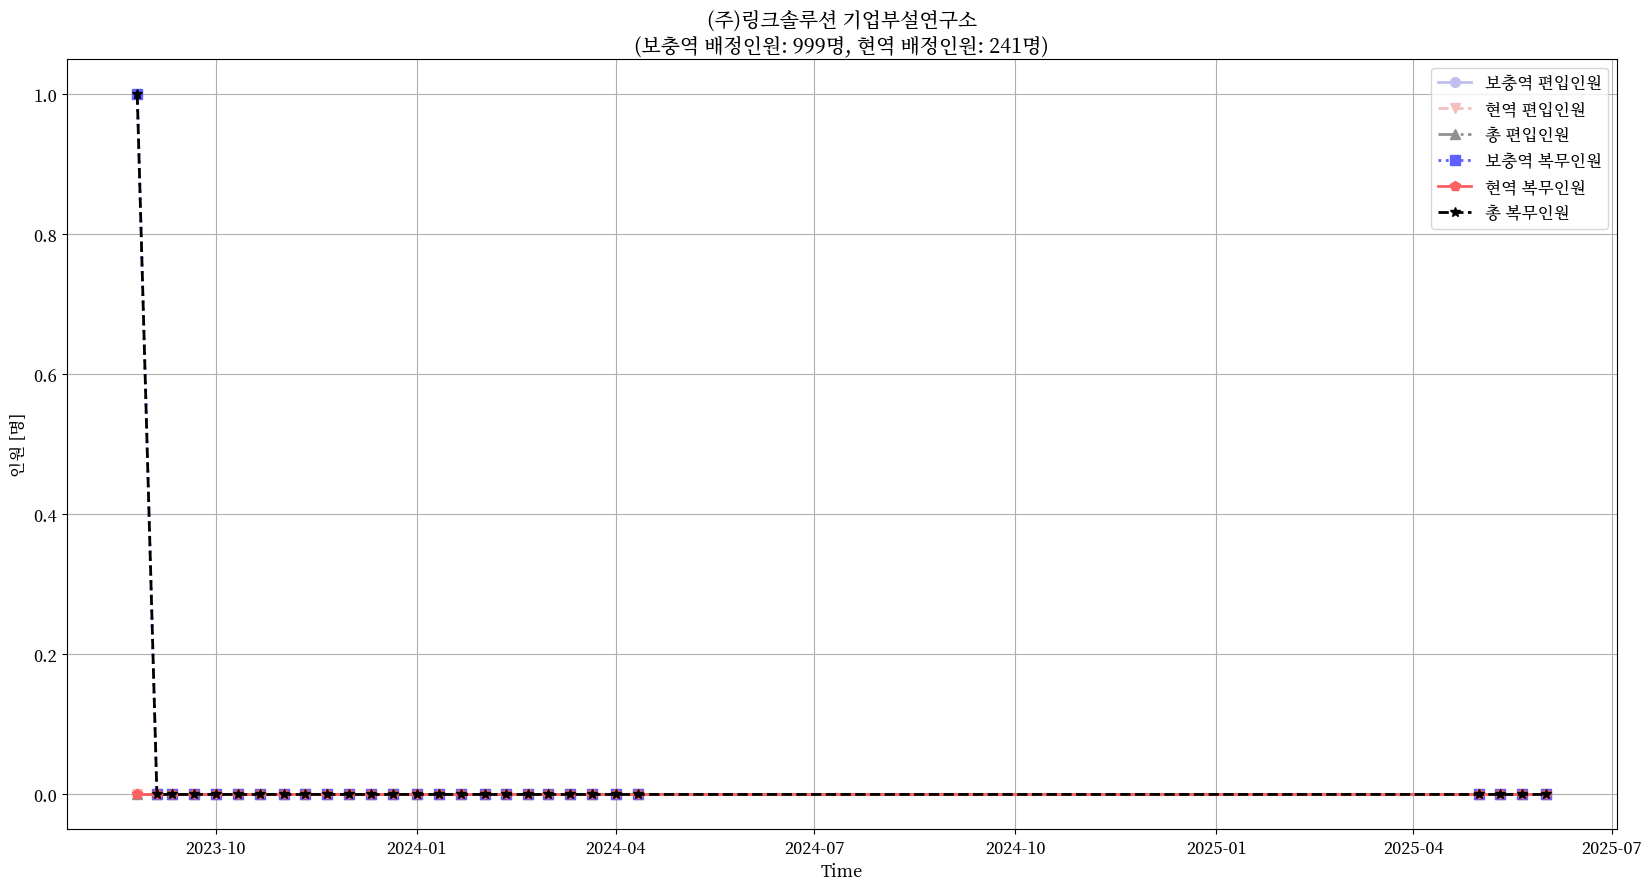 (주)링크솔루션 기업부설연구소
(보충역 배정인원: 999명, 현역 배정인원: 241명)
보충역 편입인원
현역 편입인원
총 편입인원
보충역 복무인원
현역 복무인원
총 복무인원
인원 [명]
1.0
0.8
0.6
0.4
0.2
0.0
2023-10
2024-01
2024-04
2024-07
2024-10
2025-01
2025-04
2025-07
Time